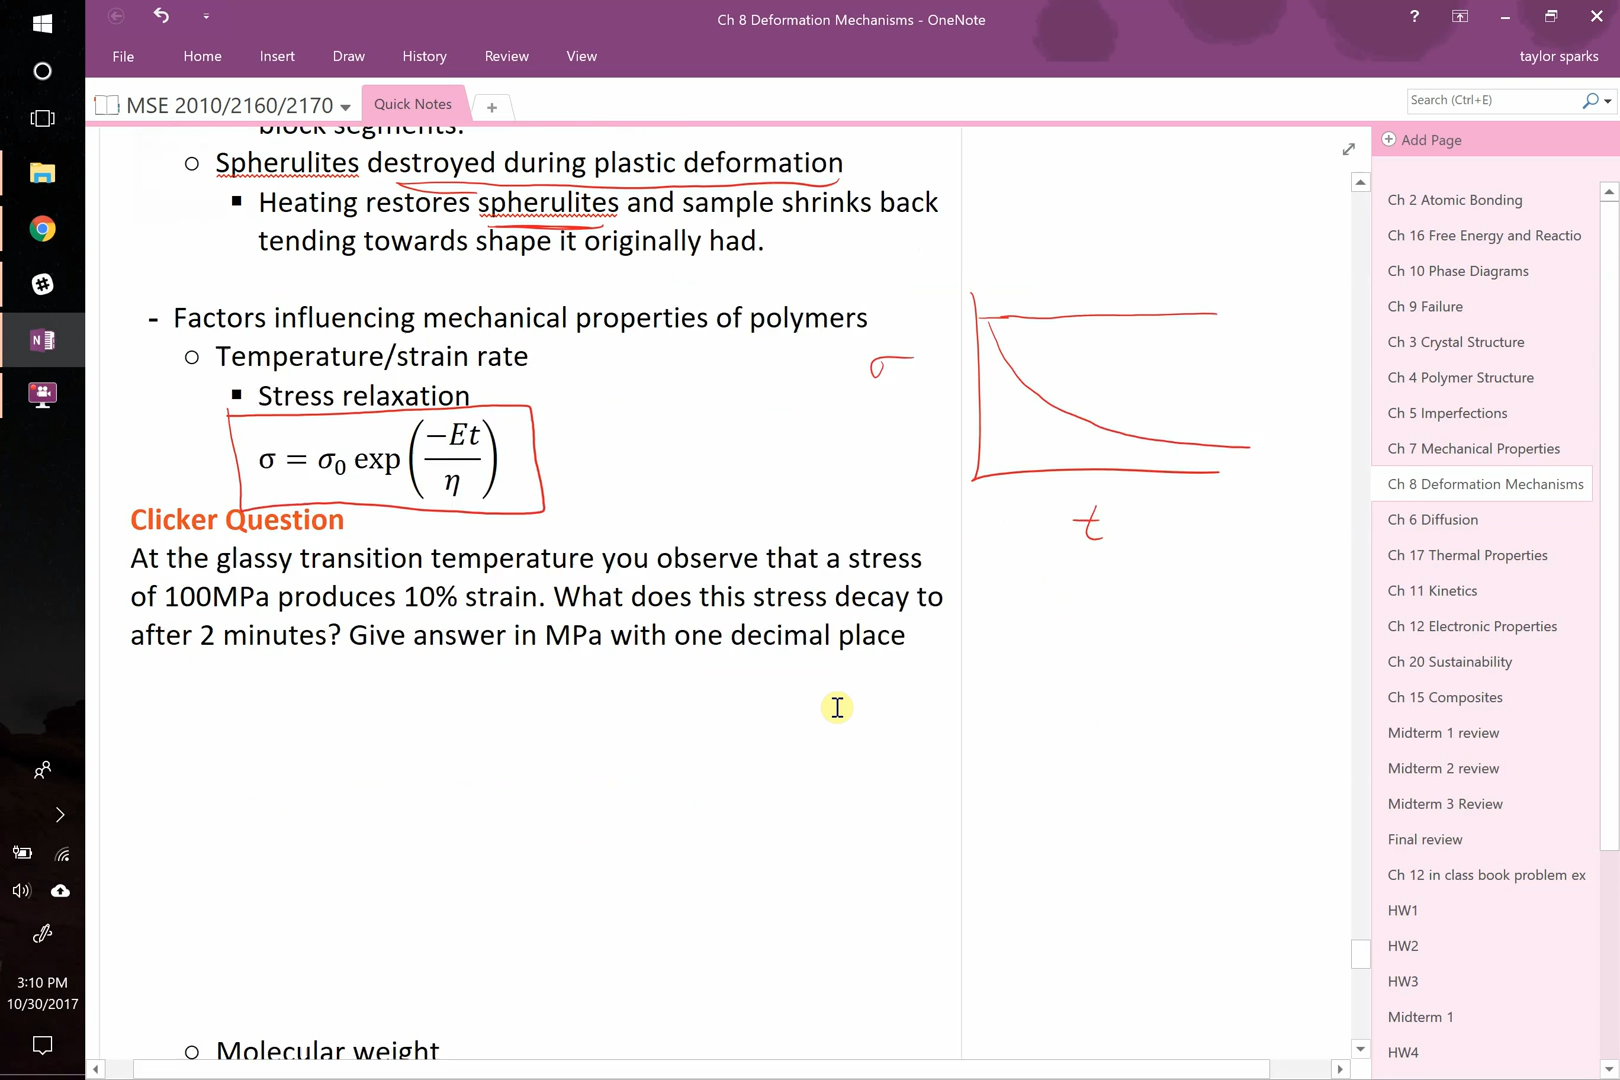 Ch 8 Deformation Mechanisms - OneNote
?
File Home Insert Draw History Review View
taylor sparks
MSE 2010/2160/2170
Quick Notes
+
Search (Ctrl+E)
block segments.
○ Spherulites destroyed during plastic deformation
▪ Heating restores spherulites and sample shrinks back
tending towards shape it originally had.
- Factors influencing mechanical properties of polymers
○ Temperature/strain rate
▪ Stress relaxation
σ = σ₀ exp(−Et/η)
σ
t
Clicker Question
At the glassy transition temperature you observe that a stress
of 100MPa produces 10% strain. What does this stress decay to
after 2 minutes? Give answer in MPa with one decimal place
○ Molecular weight
Add Page
Ch 2 Atomic Bonding
Ch 16 Free Energy and Reactio
Ch 10 Phase Diagrams
Ch 9 Failure
Ch 3 Crystal Structure
Ch 4 Polymer Structure
Ch 5 Imperfections
Ch 7 Mechanical Properties
Ch 8 Deformation Mechanisms
Ch 6 Diffusion
Ch 17 Thermal Properties
Ch 11 Kinetics
Ch 12 Electronic Properties
Ch 20 Sustainability
Ch 15 Composites
Midterm 1 review
Midterm 2 review
Midterm 3 Review
Final review
Ch 12 in class book problem ex
HW1
HW2
HW3
Midterm 1
HW4
3:10 PM
10/30/2017